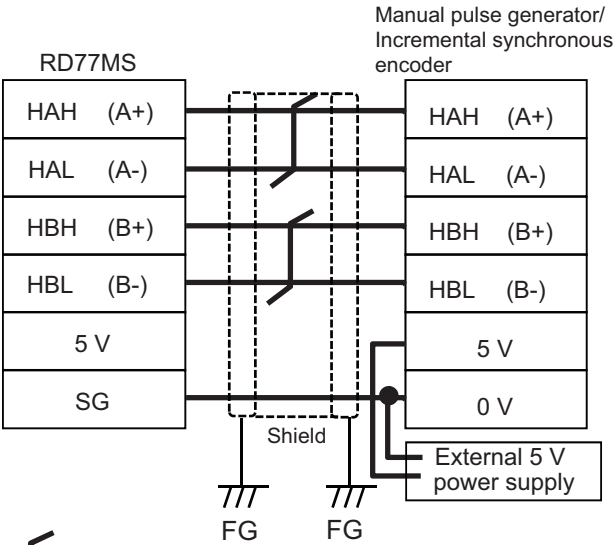 Manual pulse generator/
Incremental synchronous
encoder
RD77MS
HAH (A+)
HAL (A-)
HBH (B+)
HBL (B-)
5 V
SG
HAH (A+)
HAL (A-)
HBH (B+)
HBL (B-)
5 V
0 V
Shield
External 5 V
power supply
FG
FG